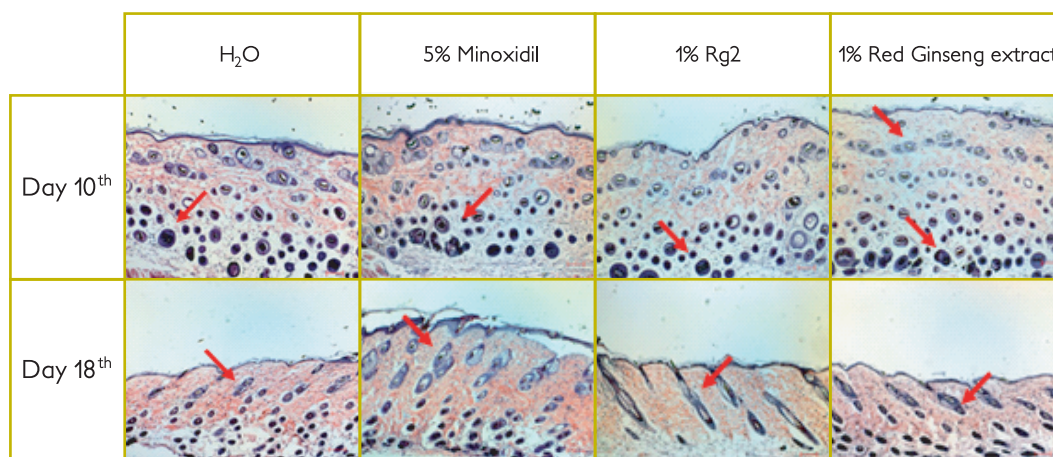 H₂O
5% Minoxidil
1% Rg2
1% Red Ginseng extract
Day 10ᵗʰ
Day 18ᵗʰ